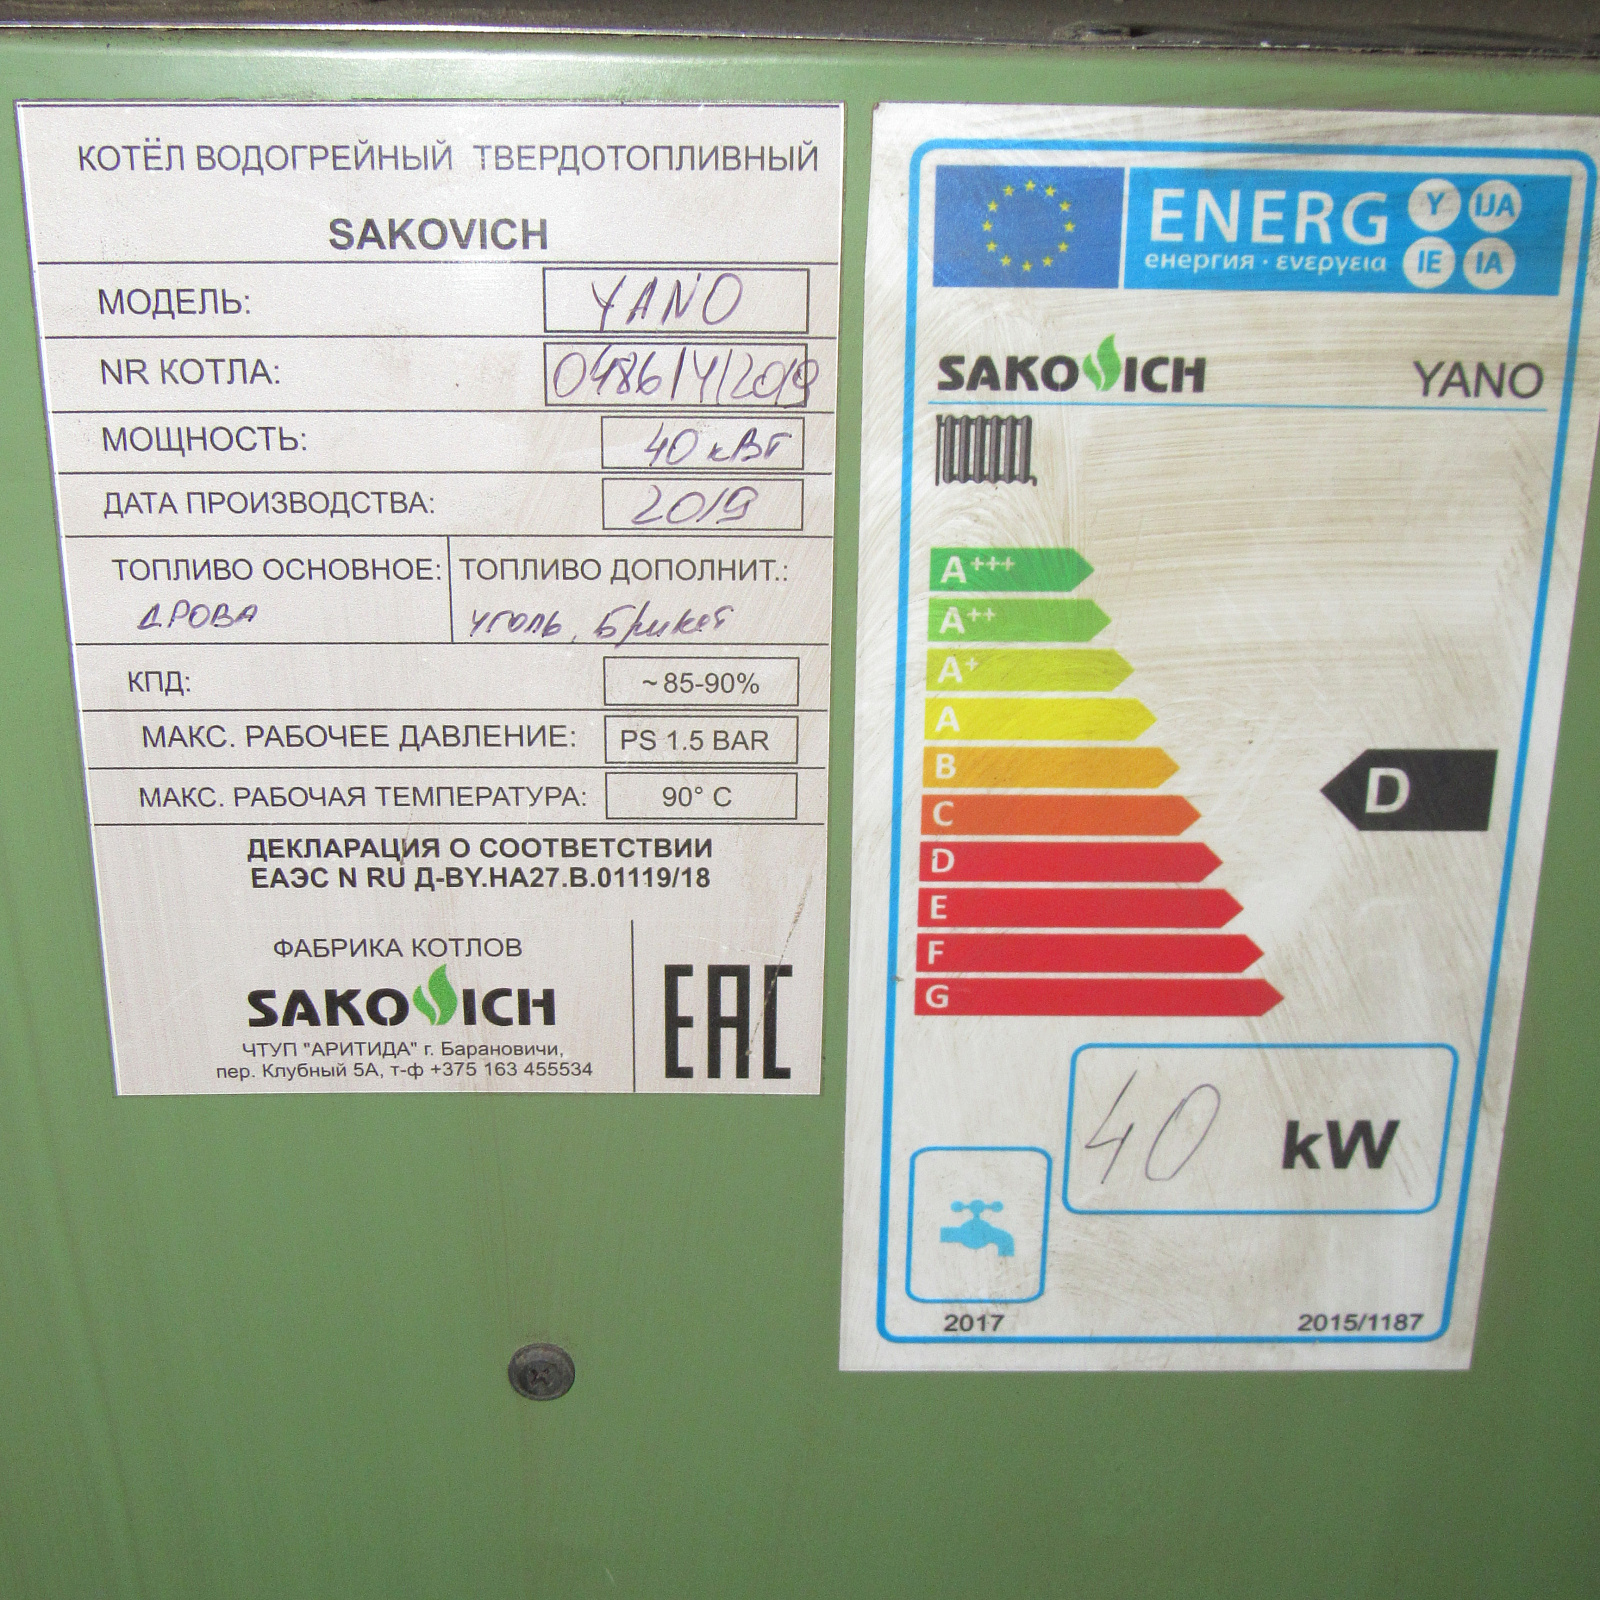 КОТЁЛ ВОДОГРЕЙНЫЙ ТВЕРДОТОПЛИВНЫЙ
SAKOVICH
МОДЕЛЬ: YANO
NR КОТЛА: 0486/Y/2019
МОЩНОСТЬ: 40 кВт
ДАТА ПРОИЗВОДСТВА: 2019
ТОПЛИВО ОСНОВНОЕ: ТОПЛИВО ДОПОЛНИТ.:
ДРОВА уголь, брикет
КПД: ~85-90%
МАКС. РАБОЧЕЕ ДАВЛЕНИЕ: PS 1.5 BAR
МАКС. РАБОЧАЯ ТЕМПЕРАТУРА: 90° C
ДЕКЛАРАЦИЯ О СООТВЕТСТВИИ
ЕАЭС N RU Д-BY.НА27.В.01119/18
ФАБРИКА КОТЛОВ
SAKOVICH
ЧТУП "АРИТИДА" г. Барановичи,
пер. Клубный 5А, т-ф +375 163 455534
EAC
ENERG Y IJA
енергия · ενεργεια IE IA
SAKOVICH YANO
A+++
A++
A+
A
B
C
D
D
E
F
G
40 kW
2017 2015/1187